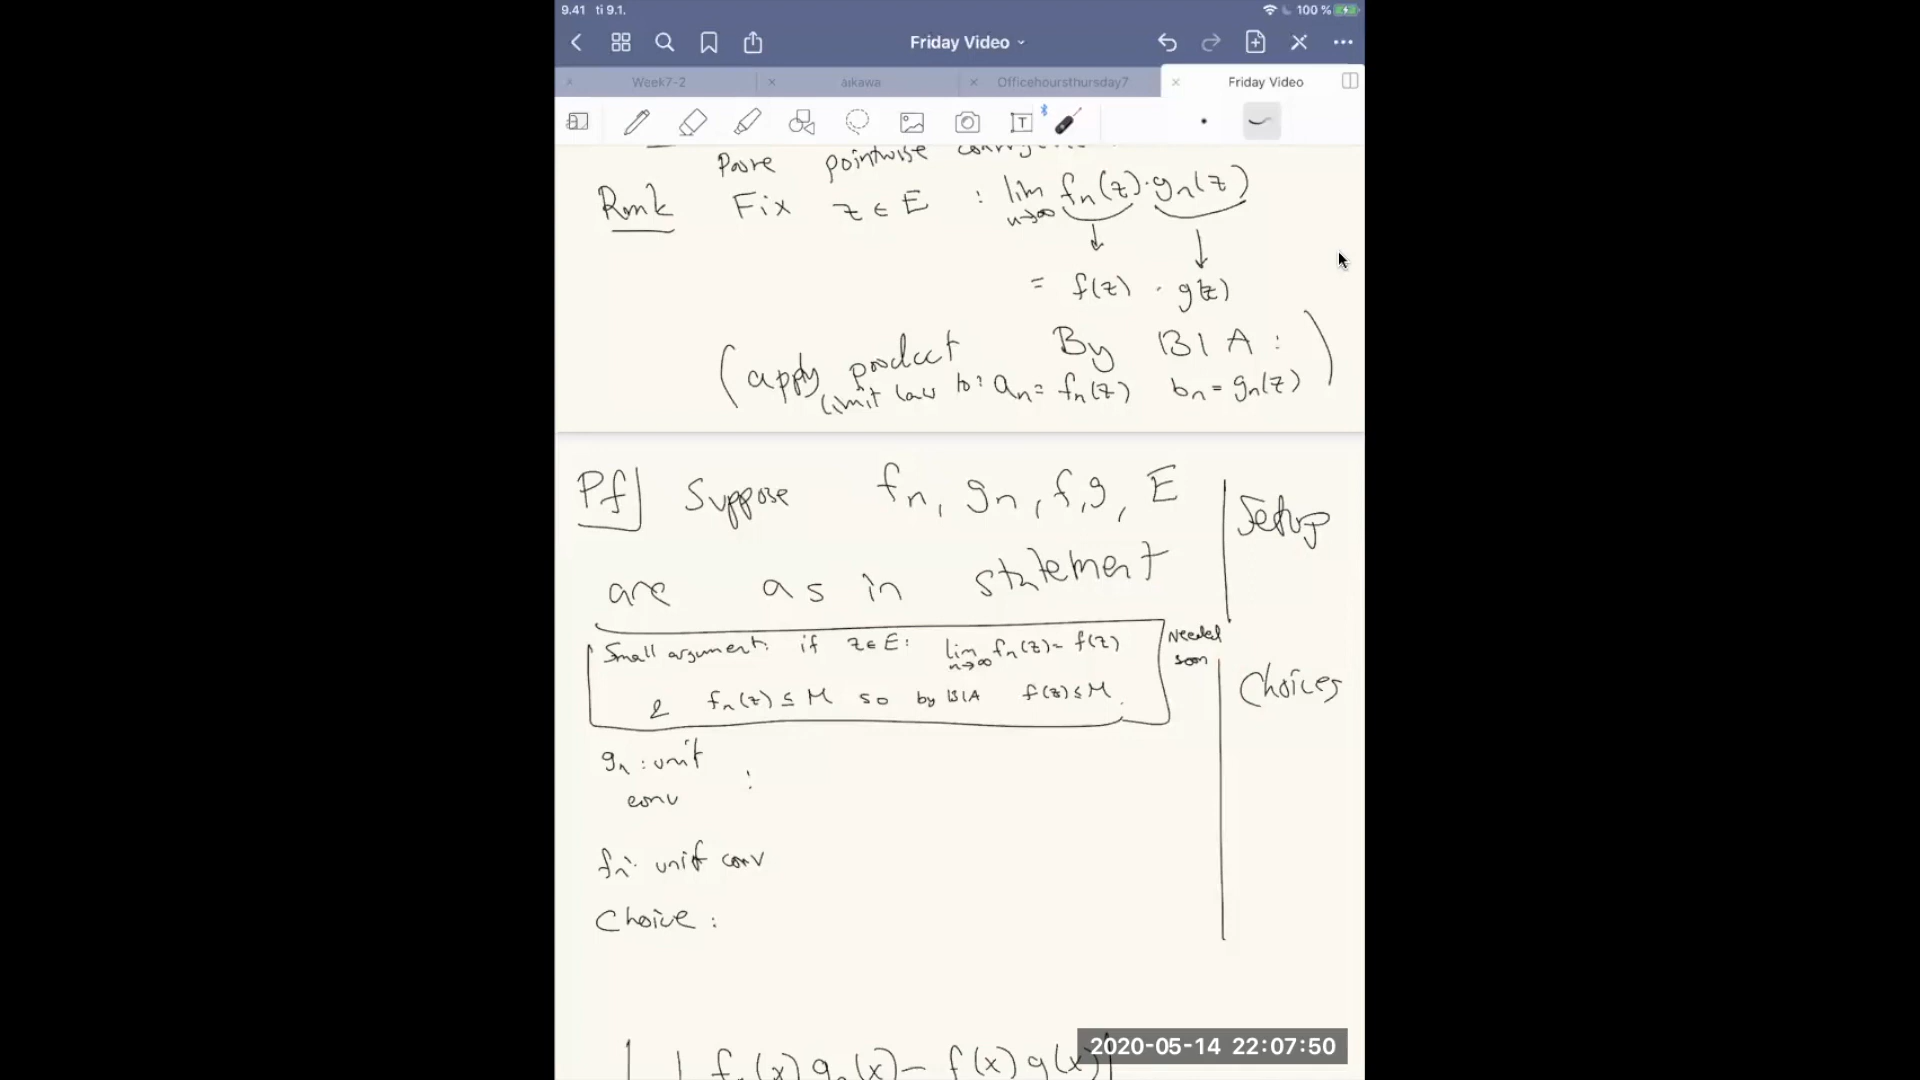 9.41 ti 9.1.
100 %
Friday Video
Week7-2
aikawa
Officehoursthursday7
Friday Video
Prove pointwise
Rmk Fix z ∈ E : lim n→∞ fn(z)·gn(z)
= f(z) · g(z)
By B1A :
(apply product limit law to: an = fn(z) bn = gn(z))
Pf] Suppose fn, gn, f, g, E
Setup
are as in statement
Small argument: if z ∈ E: lim n→∞ fn(z) = f(z)
& fn(z) ≤ M so by B1A f(z) ≤ M.
Needed soon
Choices
gn : unif :
conv
fn: unif conv
Choice :
| | fn(x) gn(x) – f(x) g(x) |
2020-05-14 22:07:50